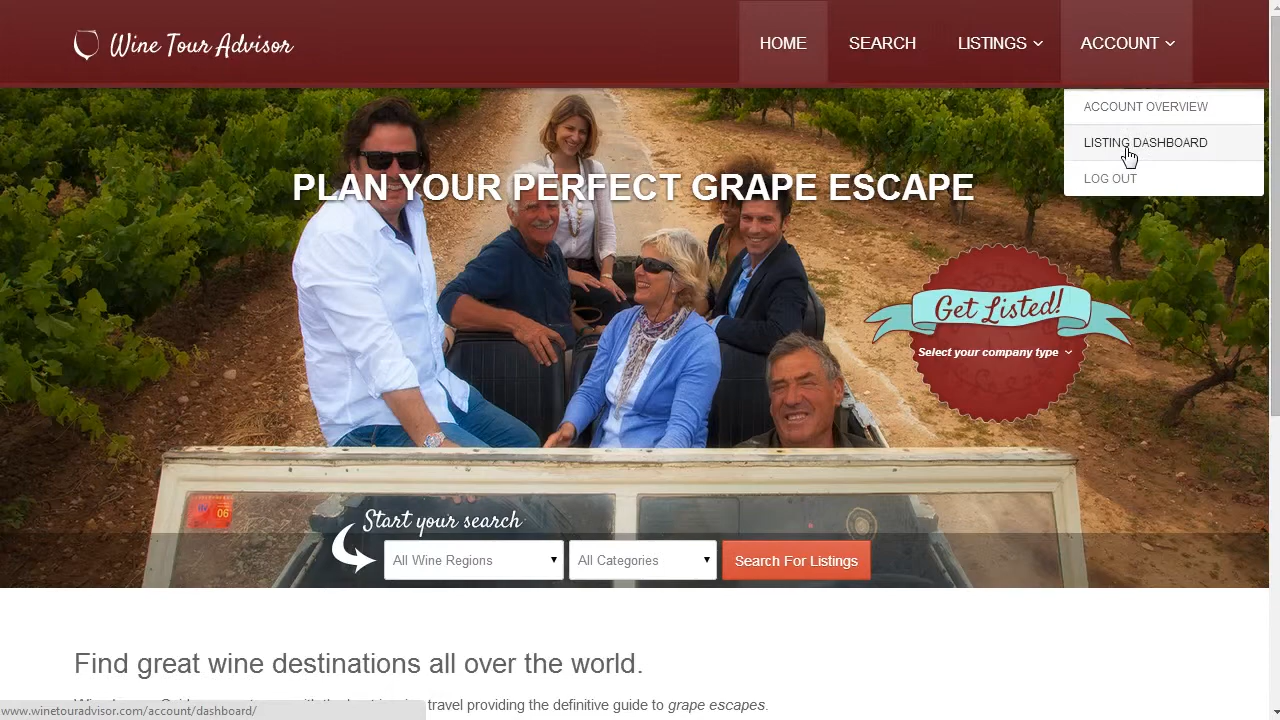 Wine Tour Advisor
HOME SEARCH LISTINGS ACCOUNT
ACCOUNT OVERVIEW
LISTING DASHBOARD
LOG OUT
PLAN YOUR PERFECT GRAPE ESCAPE
Get Listed!
Select your company type
06
Start your search
All Wine Regions All Categories Search For Listings
Find great wine destinations all over the world.
travel providing the definitive guide to grape escapes.
www.winetouradvisor.com/account/dashboard/